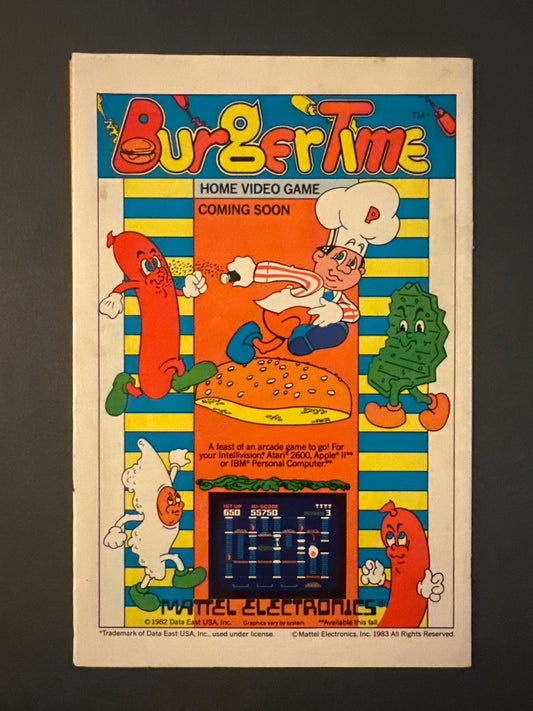 BurgerTime TM*
HOME VIDEO GAME
COMING SOON
P
A feast of an arcade game to go! For
your Intellivision,® Atari® 2600, Apple® II**
or IBM® Personal Computer.**
1ST UP HI-SCORE
650 55750 3
MATTEL ELECTRONICS®
©1982 Data East USA, Inc. Graphics vary by system. **Available this fall.
*Trademark of Data East USA, Inc., used under license. ©Mattel Electronics, Inc. 1983 All Rights Reserved.